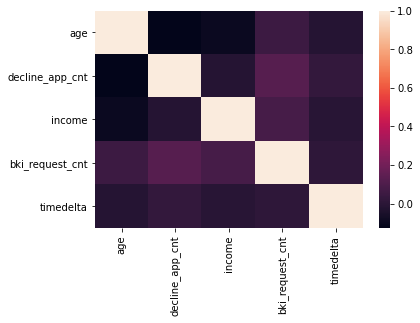 age
decline_app_cnt
income
bki_request_cnt
timedelta
age
decline_app_cnt
income
bki_request_cnt
timedelta
1.0
0.8
0.6
0.4
0.2
0.0